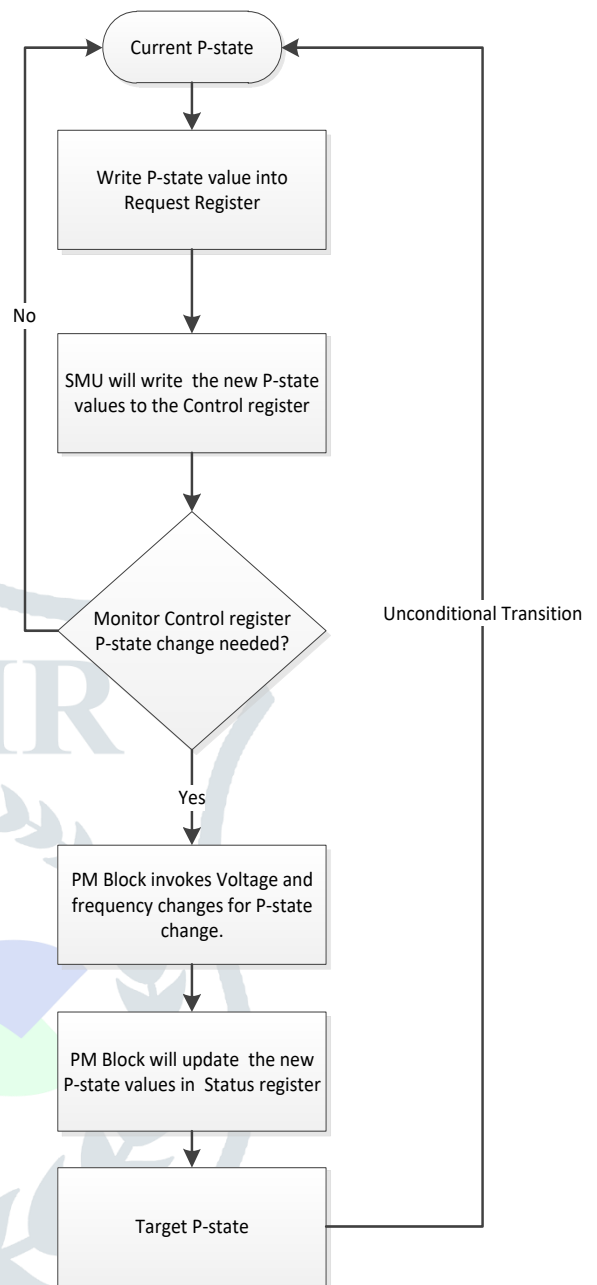 Current P-state
Write P-state value into
Request Register
No
SMU will write the new P-state
values to the Control register
Monitor Control register
P-state change needed?
Unconditional Transition
Yes
PM Block invokes Voltage and
frequency changes for P-state
change.
PM Block will update the new
P-state values in Status register
Target P-state